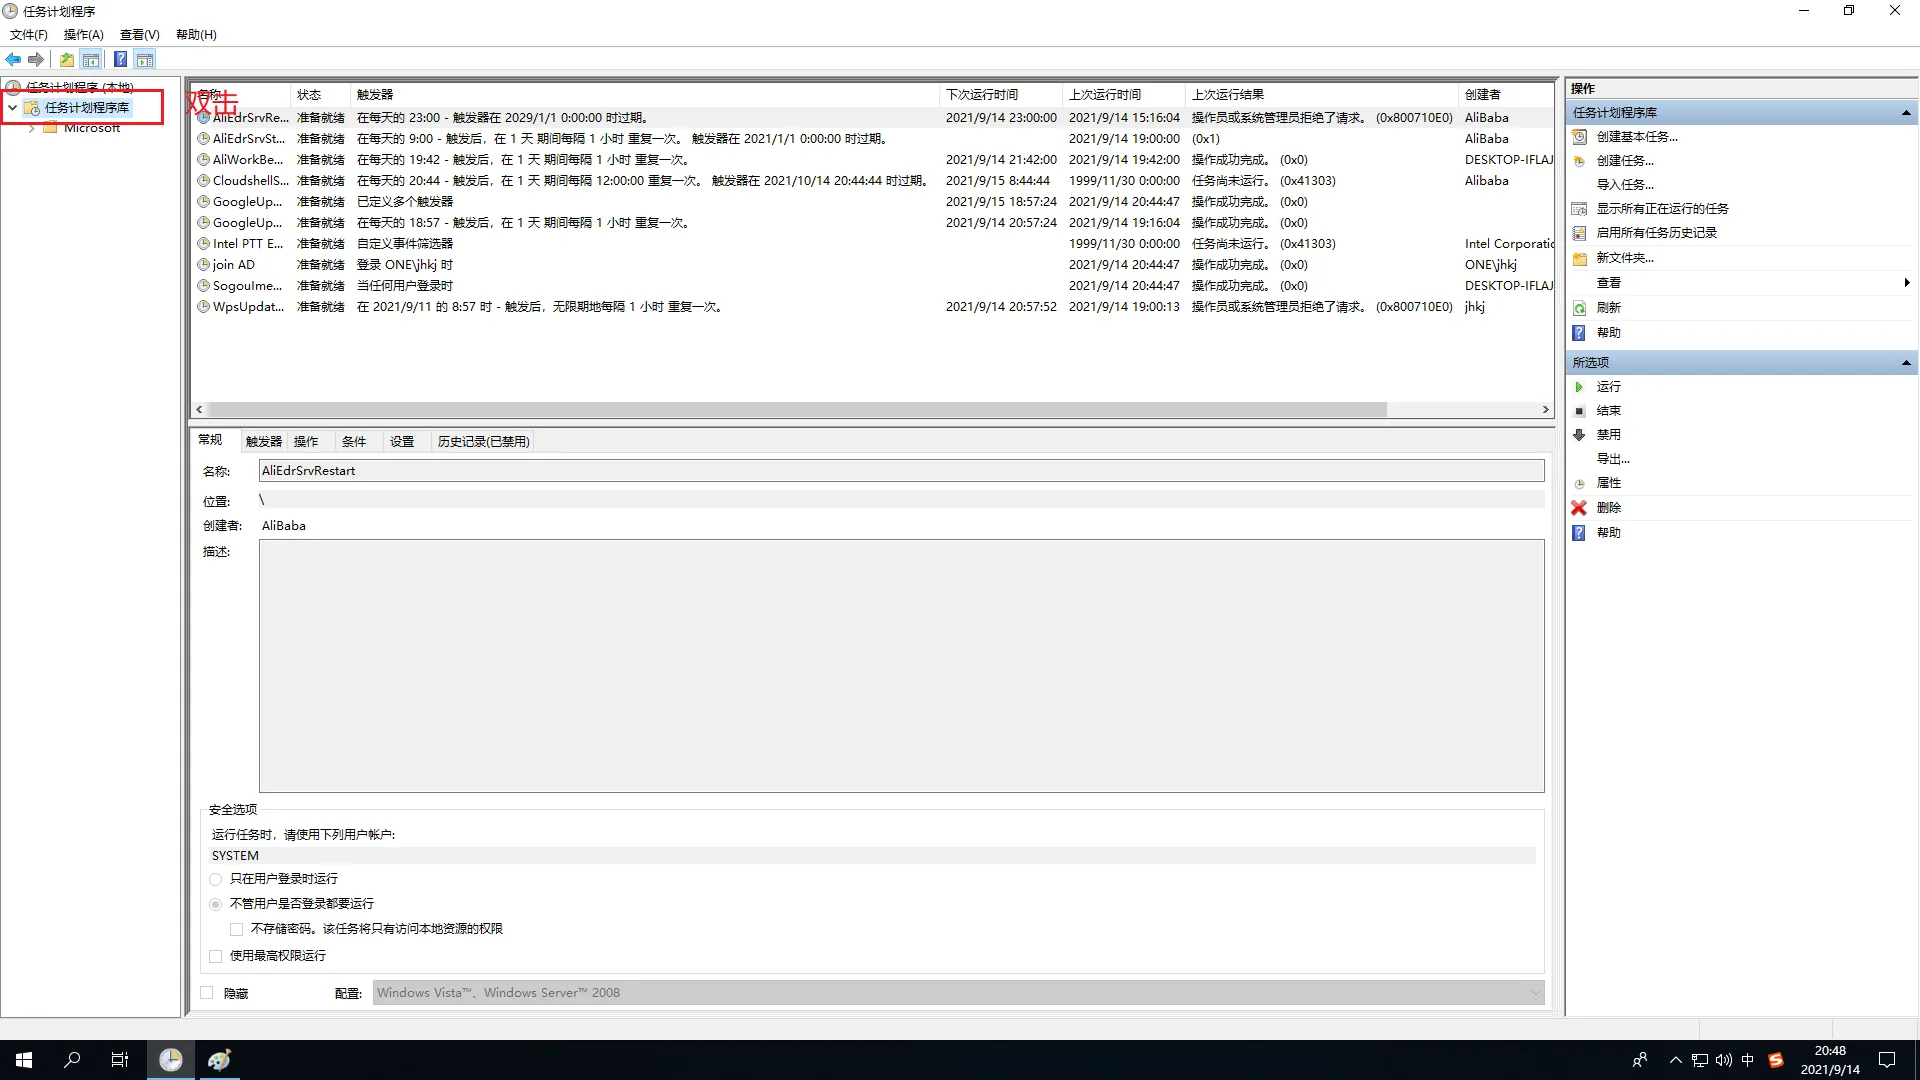 任务计划程序
文件(F) 操作(A) 查看(V) 帮助(H)
任务计划程序 (本地)
任务计划程序库
Microsoft
双击
名称 状态 触发器 下次运行时间 上次运行时间 上次运行结果 创建者
AliEdrSrvRe... 准备就绪 在每天的 23:00 - 触发器在 2029/1/1 0:00:00 时过期。 2021/9/14 23:00:00 2021/9/14 15:16:04 操作员或系统管理员拒绝了请求。 (0x800710E0) AliBaba
AliEdrSrvSt... 准备就绪 在每天的 9:00 - 触发后，在 1 天 期间每隔 1 小时 重复一次。 触发器在 2021/1/1 0:00:00 时过期。 2021/9/14 19:00:00 (0x1) AliBaba
AliWorkBe... 准备就绪 在每天的 19:42 - 触发后，在 1 天 期间每隔 1 小时 重复一次。 2021/9/14 21:42:00 2021/9/14 19:42:00 操作成功完成。 (0x0) DESKTOP-IFLAJ
CloudshellS... 准备就绪 在每天的 20:44 - 触发后，在 1 天 期间每隔 12:00:00 重复一次。 触发器在 2021/10/14 20:44:44 时过期。 2021/9/15 8:44:44 1999/11/30 0:00:00 任务尚未运行。 (0x41303) Alibaba
GoogleUp... 准备就绪 已定义多个触发器 2021/9/15 18:57:24 2021/9/14 20:44:47 操作成功完成。 (0x0)
GoogleUp... 准备就绪 在每天的 18:57 - 触发后，在 1 天 期间每隔 1 小时 重复一次。 2021/9/14 20:57:24 2021/9/14 19:16:04 操作成功完成。 (0x0)
Intel PTT E... 准备就绪 自定义事件筛选器 1999/11/30 0:00:00 任务尚未运行。 (0x41303) Intel Corporatic
join AD 准备就绪 登录 ONE\jhkj 时 2021/9/14 20:44:47 操作成功完成。 (0x0) ONE\jhkj
SogouIme... 准备就绪 当任何用户登录时 2021/9/14 20:44:47 操作成功完成。 (0x0) DESKTOP-IFLAJ
WpsUpdat... 准备就绪 在 2021/9/11 的 8:57 时 - 触发后，无限期地每隔 1 小时 重复一次。 2021/9/14 20:57:52 2021/9/14 19:00:13 操作员或系统管理员拒绝了请求。 (0x800710E0) jhkj
常规 触发器 操作 条件 设置 历史记录(已禁用)
名称: AliEdrSrvRestart
位置: \
创建者: AliBaba
描述:
安全选项
运行任务时，请使用下列用户帐户:
SYSTEM
只在用户登录时运行
不管用户是否登录都要运行
不存储密码。该任务将只有访问本地资源的权限
使用最高权限运行
隐藏 配置: Windows Vista™、Windows Server™ 2008
操作
任务计划程序库
创建基本任务...
创建任务...
导入任务...
显示所有正在运行的任务
启用所有任务历史记录
新文件夹...
查看
刷新
帮助
所选项
运行
结束
禁用
导出...
属性
删除
帮助
中
20:48
2021/9/14